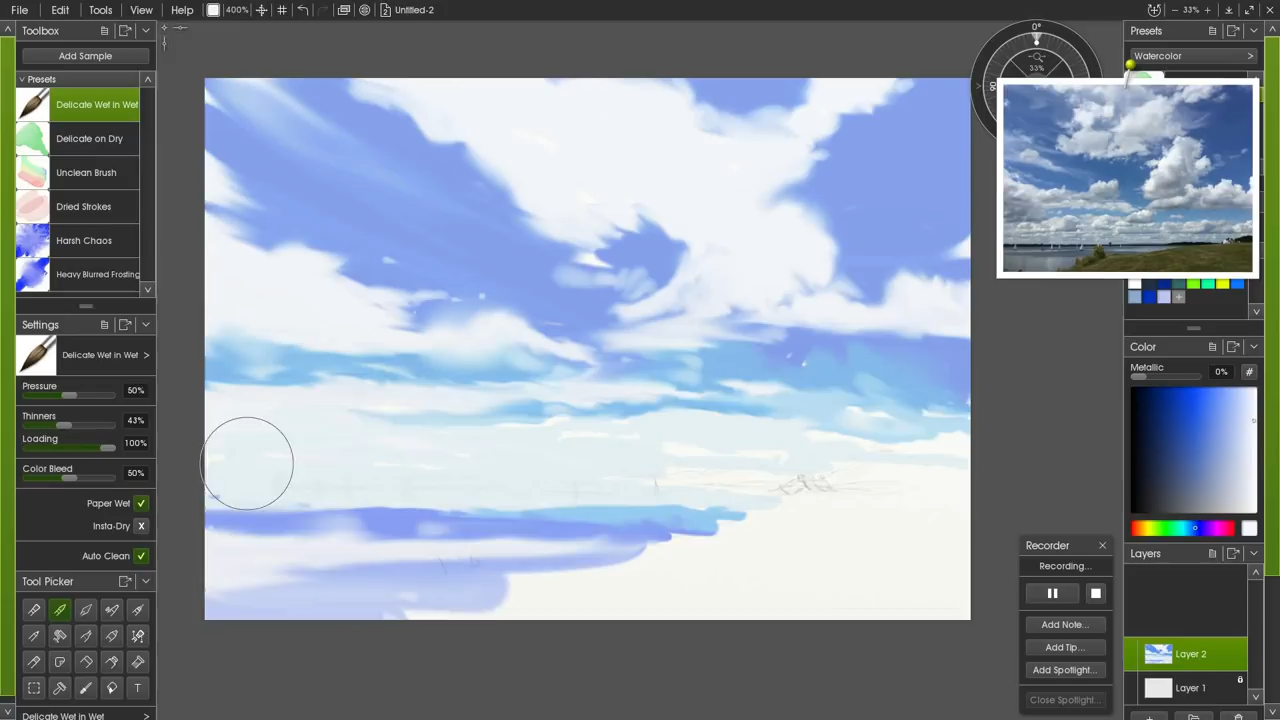 File Edit Tools View Help 400% Untitled-2 33%
Toolbox
Add Sample
Presets
Delicate Wet in Wet
Delicate on Dry
Unclean Brush
Dried Strokes
Harsh Chaos
Heavy Blurred Frosting
Settings
Delicate Wet in Wet
Pressure
50%
Thinners
43%
Loading
100%
Color Bleed
50%
Paper Wet
Insta-Dry X
Auto Clean
Tool Picker
T
Delicate Wet in Wet
0°
33%
90
Presets
Watercolor
Color
Metallic
0% #
Recorder
Recording...
Add Note...
Add Tip...
Add Spotlight...
Close Spotlight...
Layers
Layer 2
Layer 1